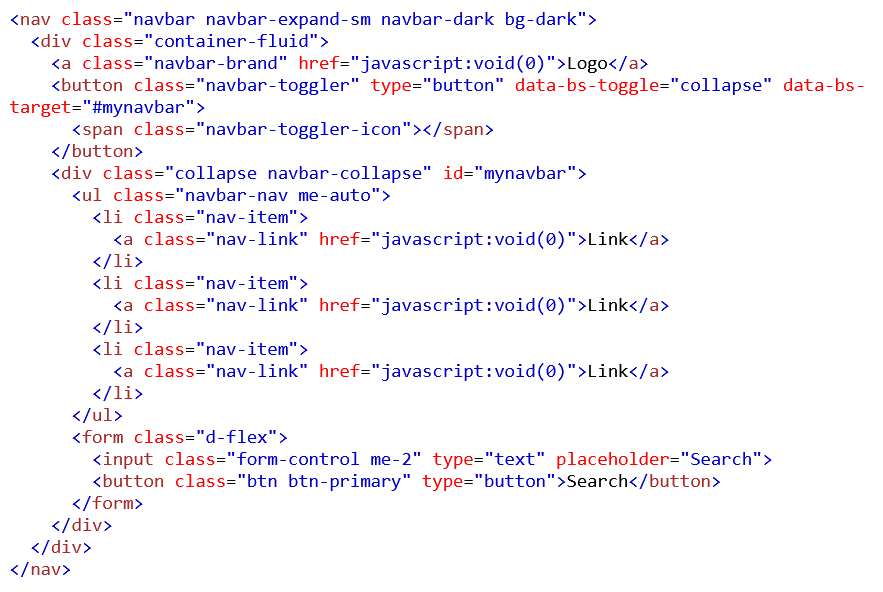 <nav class="navbar navbar-expand-sm navbar-dark bg-dark">
  <div class="container-fluid">
    <a class="navbar-brand" href="javascript:void(0)">Logo</a>
    <button class="navbar-toggler" type="button" data-bs-toggle="collapse" data-bs-
target="#mynavbar">
      <span class="navbar-toggler-icon"></span>
    </button>
    <div class="collapse navbar-collapse" id="mynavbar">
      <ul class="navbar-nav me-auto">
        <li class="nav-item">
          <a class="nav-link" href="javascript:void(0)">Link</a>
        </li>
        <li class="nav-item">
          <a class="nav-link" href="javascript:void(0)">Link</a>
        </li>
        <li class="nav-item">
          <a class="nav-link" href="javascript:void(0)">Link</a>
        </li>
      </ul>
      <form class="d-flex">
        <input class="form-control me-2" type="text" placeholder="Search">
        <button class="btn btn-primary" type="button">Search</button>
      </form>
    </div>
  </div>
</nav>